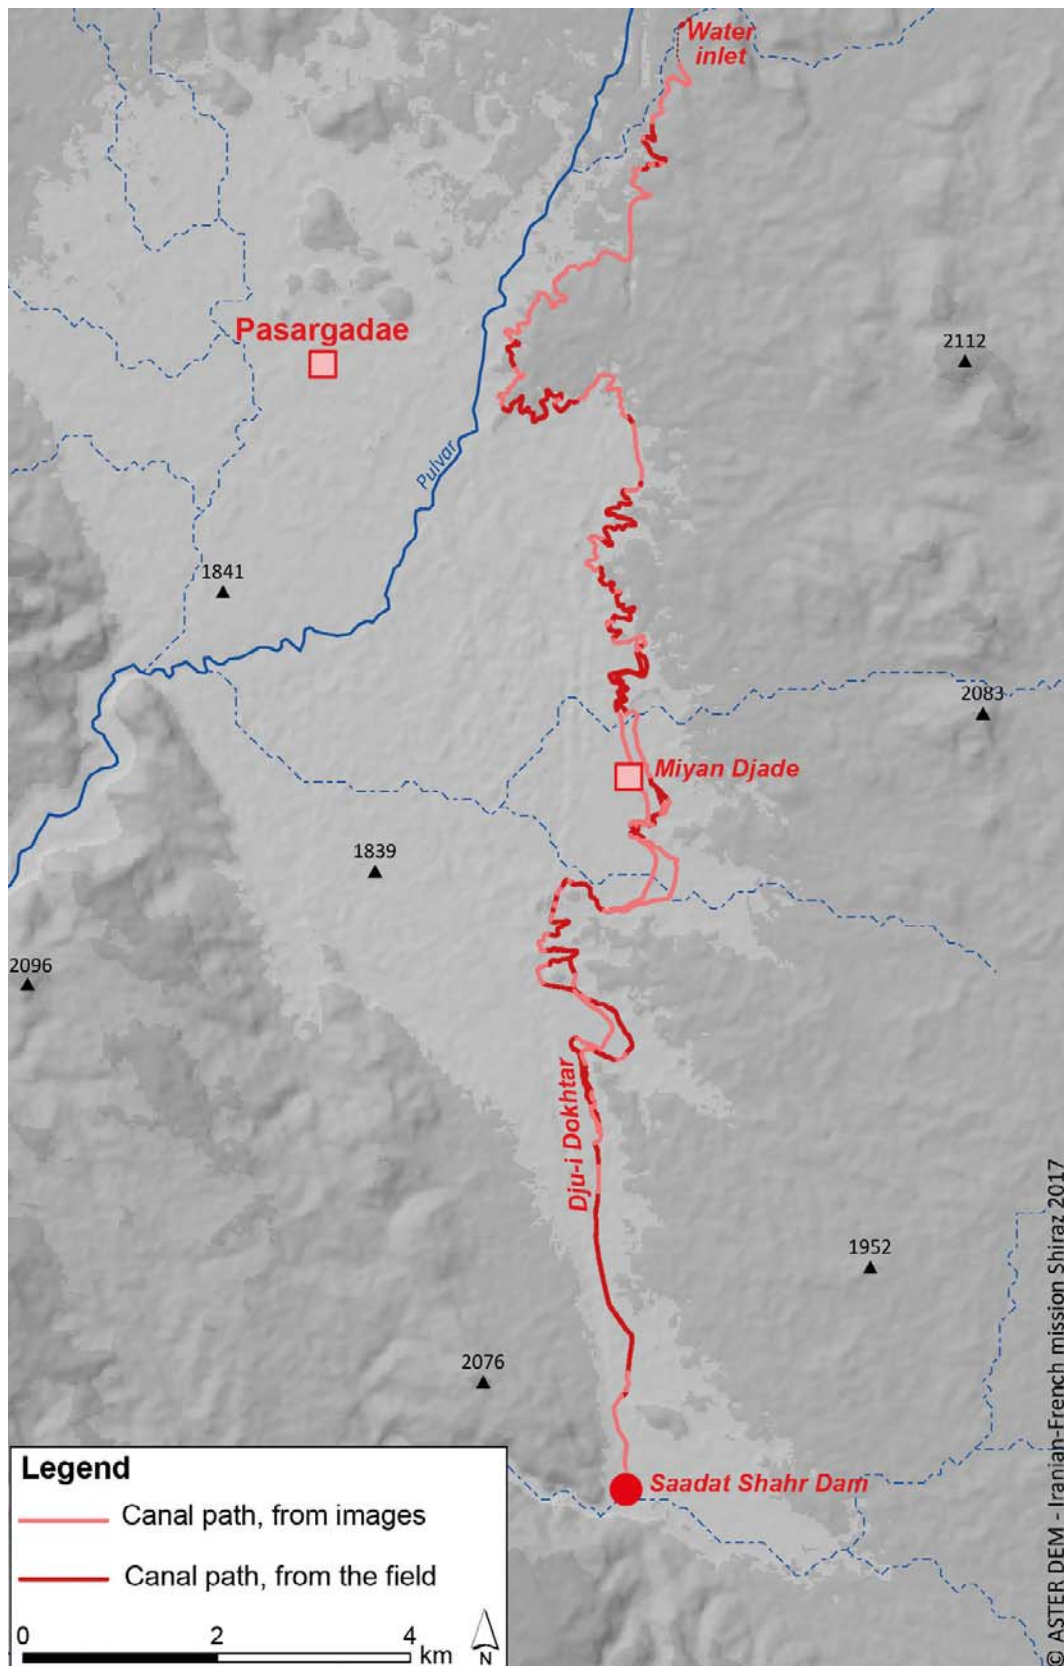 Water
inlet
Pasargadae
2112
Pulvar
1841
2083
Miyan Djade
1839
2096
Dju-i Dokhtar
1952
2076
Saadat Shahr Dam
Legend
Canal path, from images
Canal path, from the field
0 2 4 km
N
© ASTER DEM - Iranian-French mission Shiraz 2017